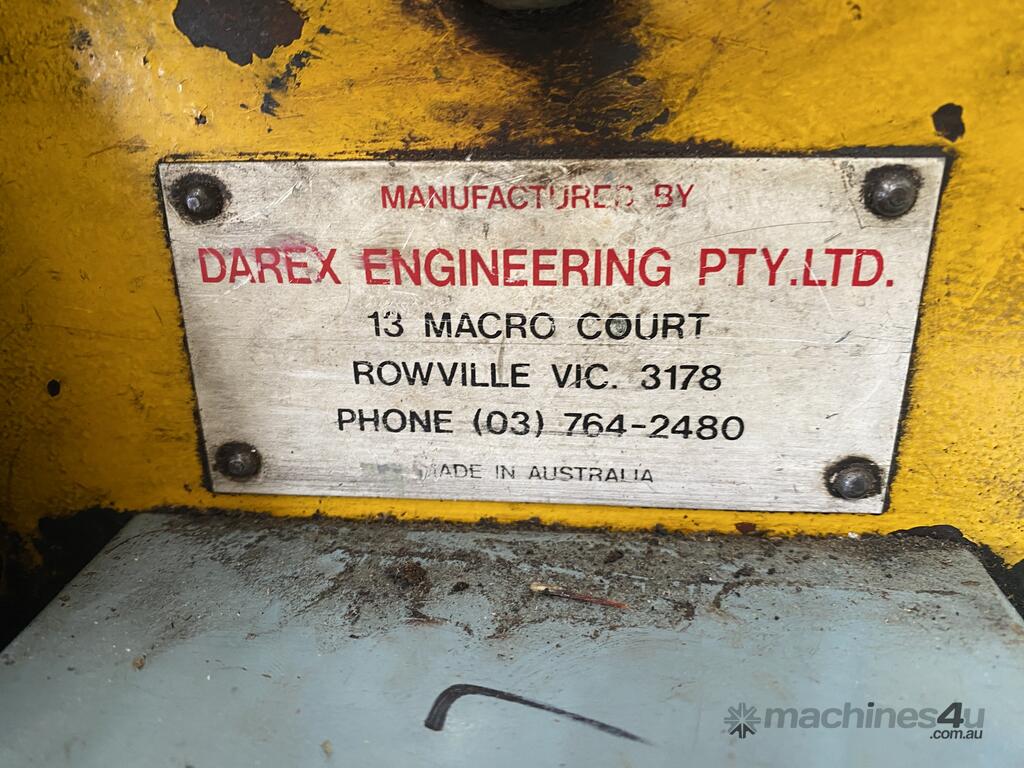 MANUFACTURED BY
DAREX ENGINEERING PTY.LTD.
13 MACRO COURT
ROWVILLE VIC. 3178
PHONE (03) 764-2480
MADE IN AUSTRALIA
machines4u
.com.au